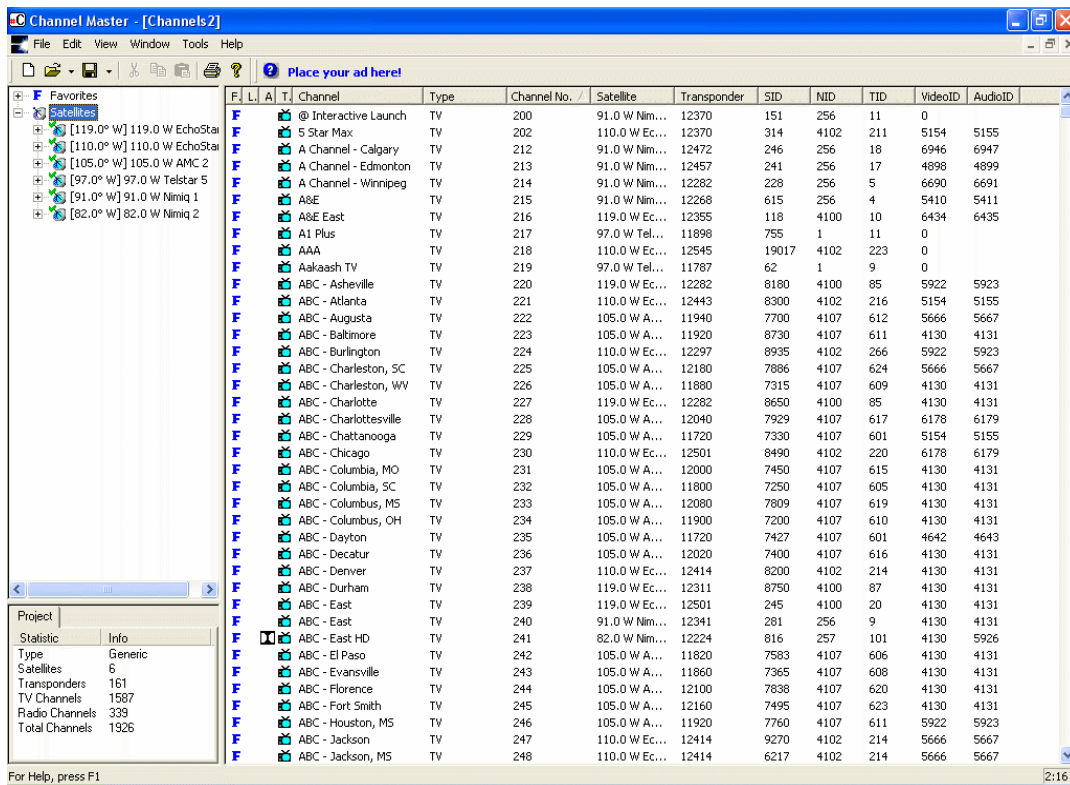 Channel Master - [Channels2]
File Edit View Window Tools Help
Place your ad here!
F Favorites
Satellites
[119.0° W] 119.0 W EchoStar
[110.0° W] 110.0 W EchoStar
[105.0° W] 105.0 W AMC 2
[97.0° W] 97.0 W Telstar 5
[91.0° W] 91.0 W Nimiq 1
[82.0° W] 82.0 W Nimiq 2
Project
Statistic Info
Type Generic
Satellites 6
Transponders 161
TV Channels 1587
Radio Channels 339
Total Channels 1926
F. L. A T. Channel Type Channel No. Satellite Transponder SID NID TID VideoID AudioID
F @ Interactive Launch TV 200 91.0 W Nim... 12370 151 256 11 0
F 5 Star Max TV 202 110.0 W Ec... 12370 314 4102 211 5154 5155
F A Channel - Calgary TV 212 91.0 W Nim... 12472 246 256 18 6946 6947
F A Channel - Edmonton TV 213 91.0 W Nim... 12457 241 256 17 4898 4899
F A Channel - Winnipeg TV 214 91.0 W Nim... 12282 228 256 5 6690 6691
F A&E TV 215 91.0 W Nim... 12268 615 256 4 5410 5411
F A&E East TV 216 119.0 W Ec... 12355 118 4100 10 6434 6435
F A1 Plus TV 217 97.0 W Tel... 11898 755 1 11 0
F AAA TV 218 110.0 W Ec... 12545 19017 4102 223 0
F Aakaash TV TV 219 97.0 W Tel... 11787 62 1 9 0
F ABC - Asheville TV 220 119.0 W Ec... 12282 8180 4100 85 5922 5923
F ABC - Atlanta TV 221 110.0 W Ec... 12443 8300 4102 216 5154 5155
F ABC - Augusta TV 222 105.0 W A... 11940 7700 4107 612 5666 5667
F ABC - Baltimore TV 223 105.0 W A... 11920 8730 4107 611 4130 4131
F ABC - Burlington TV 224 110.0 W Ec... 12297 8935 4102 266 5922 5923
F ABC - Charleston, SC TV 225 105.0 W A... 12180 7886 4107 624 5666 5667
F ABC - Charleston, WV TV 226 105.0 W A... 11880 7315 4107 609 4130 4131
F ABC - Charlotte TV 227 119.0 W Ec... 12282 8650 4100 85 4130 4131
F ABC - Charlottesville TV 228 105.0 W A... 12040 7929 4107 617 6178 6179
F ABC - Chattanooga TV 229 105.0 W A... 11720 7330 4107 601 5154 5155
F ABC - Chicago TV 230 110.0 W Ec... 12501 8490 4102 220 6178 6179
F ABC - Columbia, MO TV 231 105.0 W A... 12000 7450 4107 615 4130 4131
F ABC - Columbia, SC TV 232 105.0 W A... 11800 7250 4107 605 4130 4131
F ABC - Columbus, MS TV 233 105.0 W A... 12080 7809 4107 619 4130 4131
F ABC - Columbus, OH TV 234 105.0 W A... 11900 7200 4107 610 4130 4131
F ABC - Dayton TV 235 105.0 W A... 11720 7427 4107 601 4642 4643
F ABC - Decatur TV 236 105.0 W A... 12020 7400 4107 616 4130 4131
F ABC - Denver TV 237 110.0 W Ec... 12414 8200 4102 214 4130 4131
F ABC - Durham TV 238 119.0 W Ec... 12311 8750 4100 87 4130 4131
F ABC - East TV 239 119.0 W Ec... 12501 245 4100 20 4130 4131
F ABC - East TV 240 91.0 W Nim... 12341 281 256 9 4130 4131
F ABC - East HD TV 241 82.0 W Nim... 12224 816 257 101 4130 5926
F ABC - El Paso TV 242 105.0 W A... 11820 7583 4107 606 4130 4131
F ABC - Evansville TV 243 105.0 W A... 11860 7365 4107 608 4130 4131
F ABC - Florence TV 244 105.0 W A... 12100 7838 4107 620 4130 4131
F ABC - Fort Smith TV 245 105.0 W A... 12160 7495 4107 623 4130 4131
F ABC - Houston, MS TV 246 105.0 W A... 11920 7760 4107 611 5922 5923
F ABC - Jackson TV 247 110.0 W Ec... 12414 9270 4102 214 5666 5667
F ABC - Jackson, MS TV 248 110.0 W Ec... 12414 6217 4102 214 5666 5667
For Help, press F1
2:16